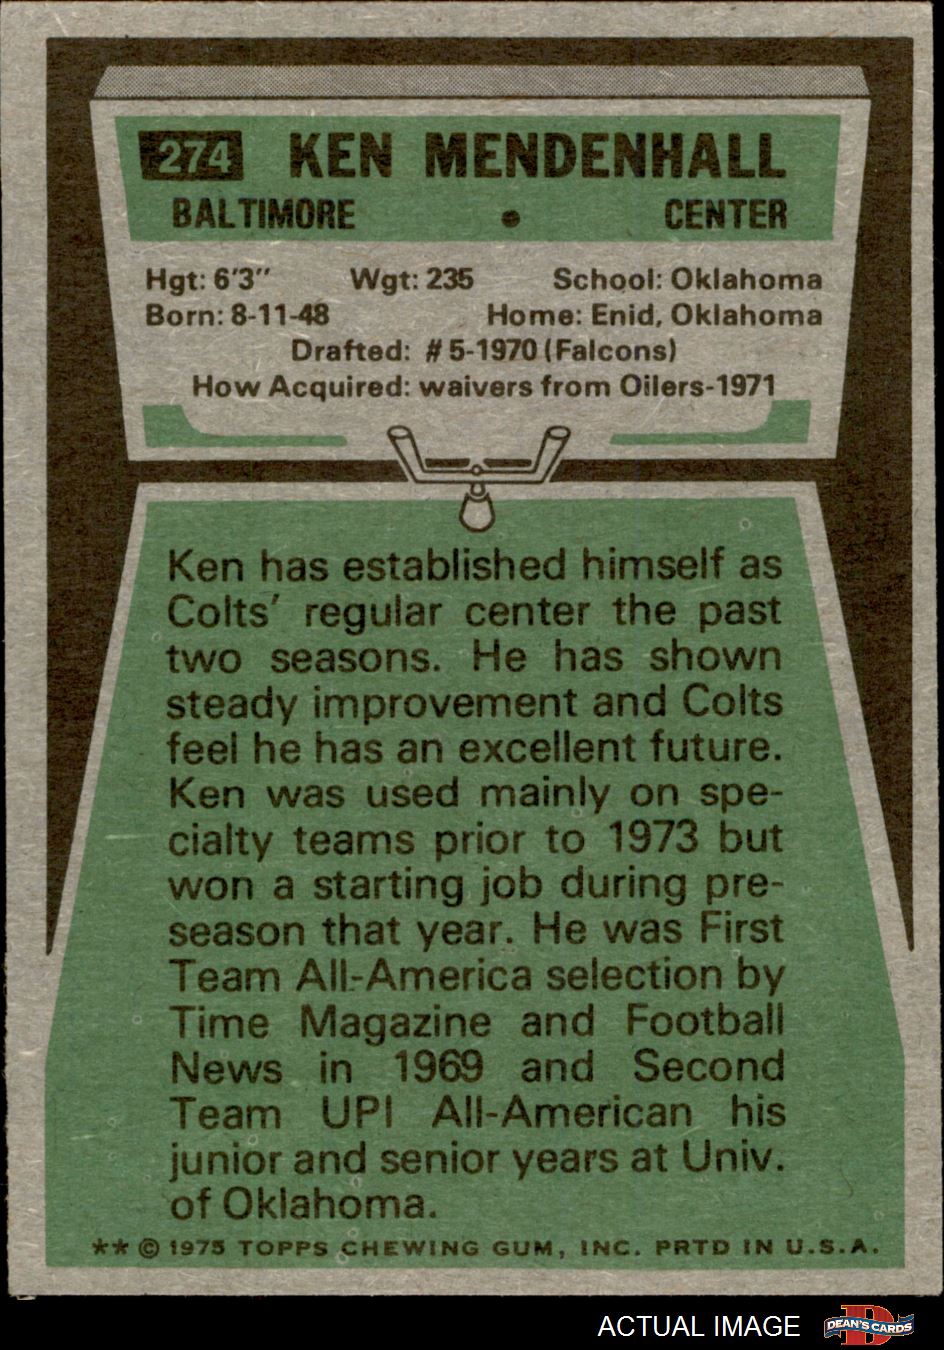 274 KEN MENDENHALL
BALTIMORE • CENTER
Hgt: 6'3" Wgt: 235 School: Oklahoma
Born: 8-11-48 Home: Enid, Oklahoma
Drafted: #5-1970 (Falcons)
How Acquired: waivers from Oilers-1971
Ken has established himself as
Colts' regular center the past
two seasons. He has shown
steady improvement and Colts
feel he has an excellent future.
Ken was used mainly on spe-
cialty teams prior to 1973 but
won a starting job during pre-
season that year. He was First
Team All-America selection by
Time Magazine and Football
News in 1969 and Second
Team UPI All-American his
junior and senior years at Univ.
of Oklahoma.
** © 1975 TOPPS CHEWING GUM, INC. PRTD IN U.S.A.
ACTUAL IMAGE D DEAN'S CARDS